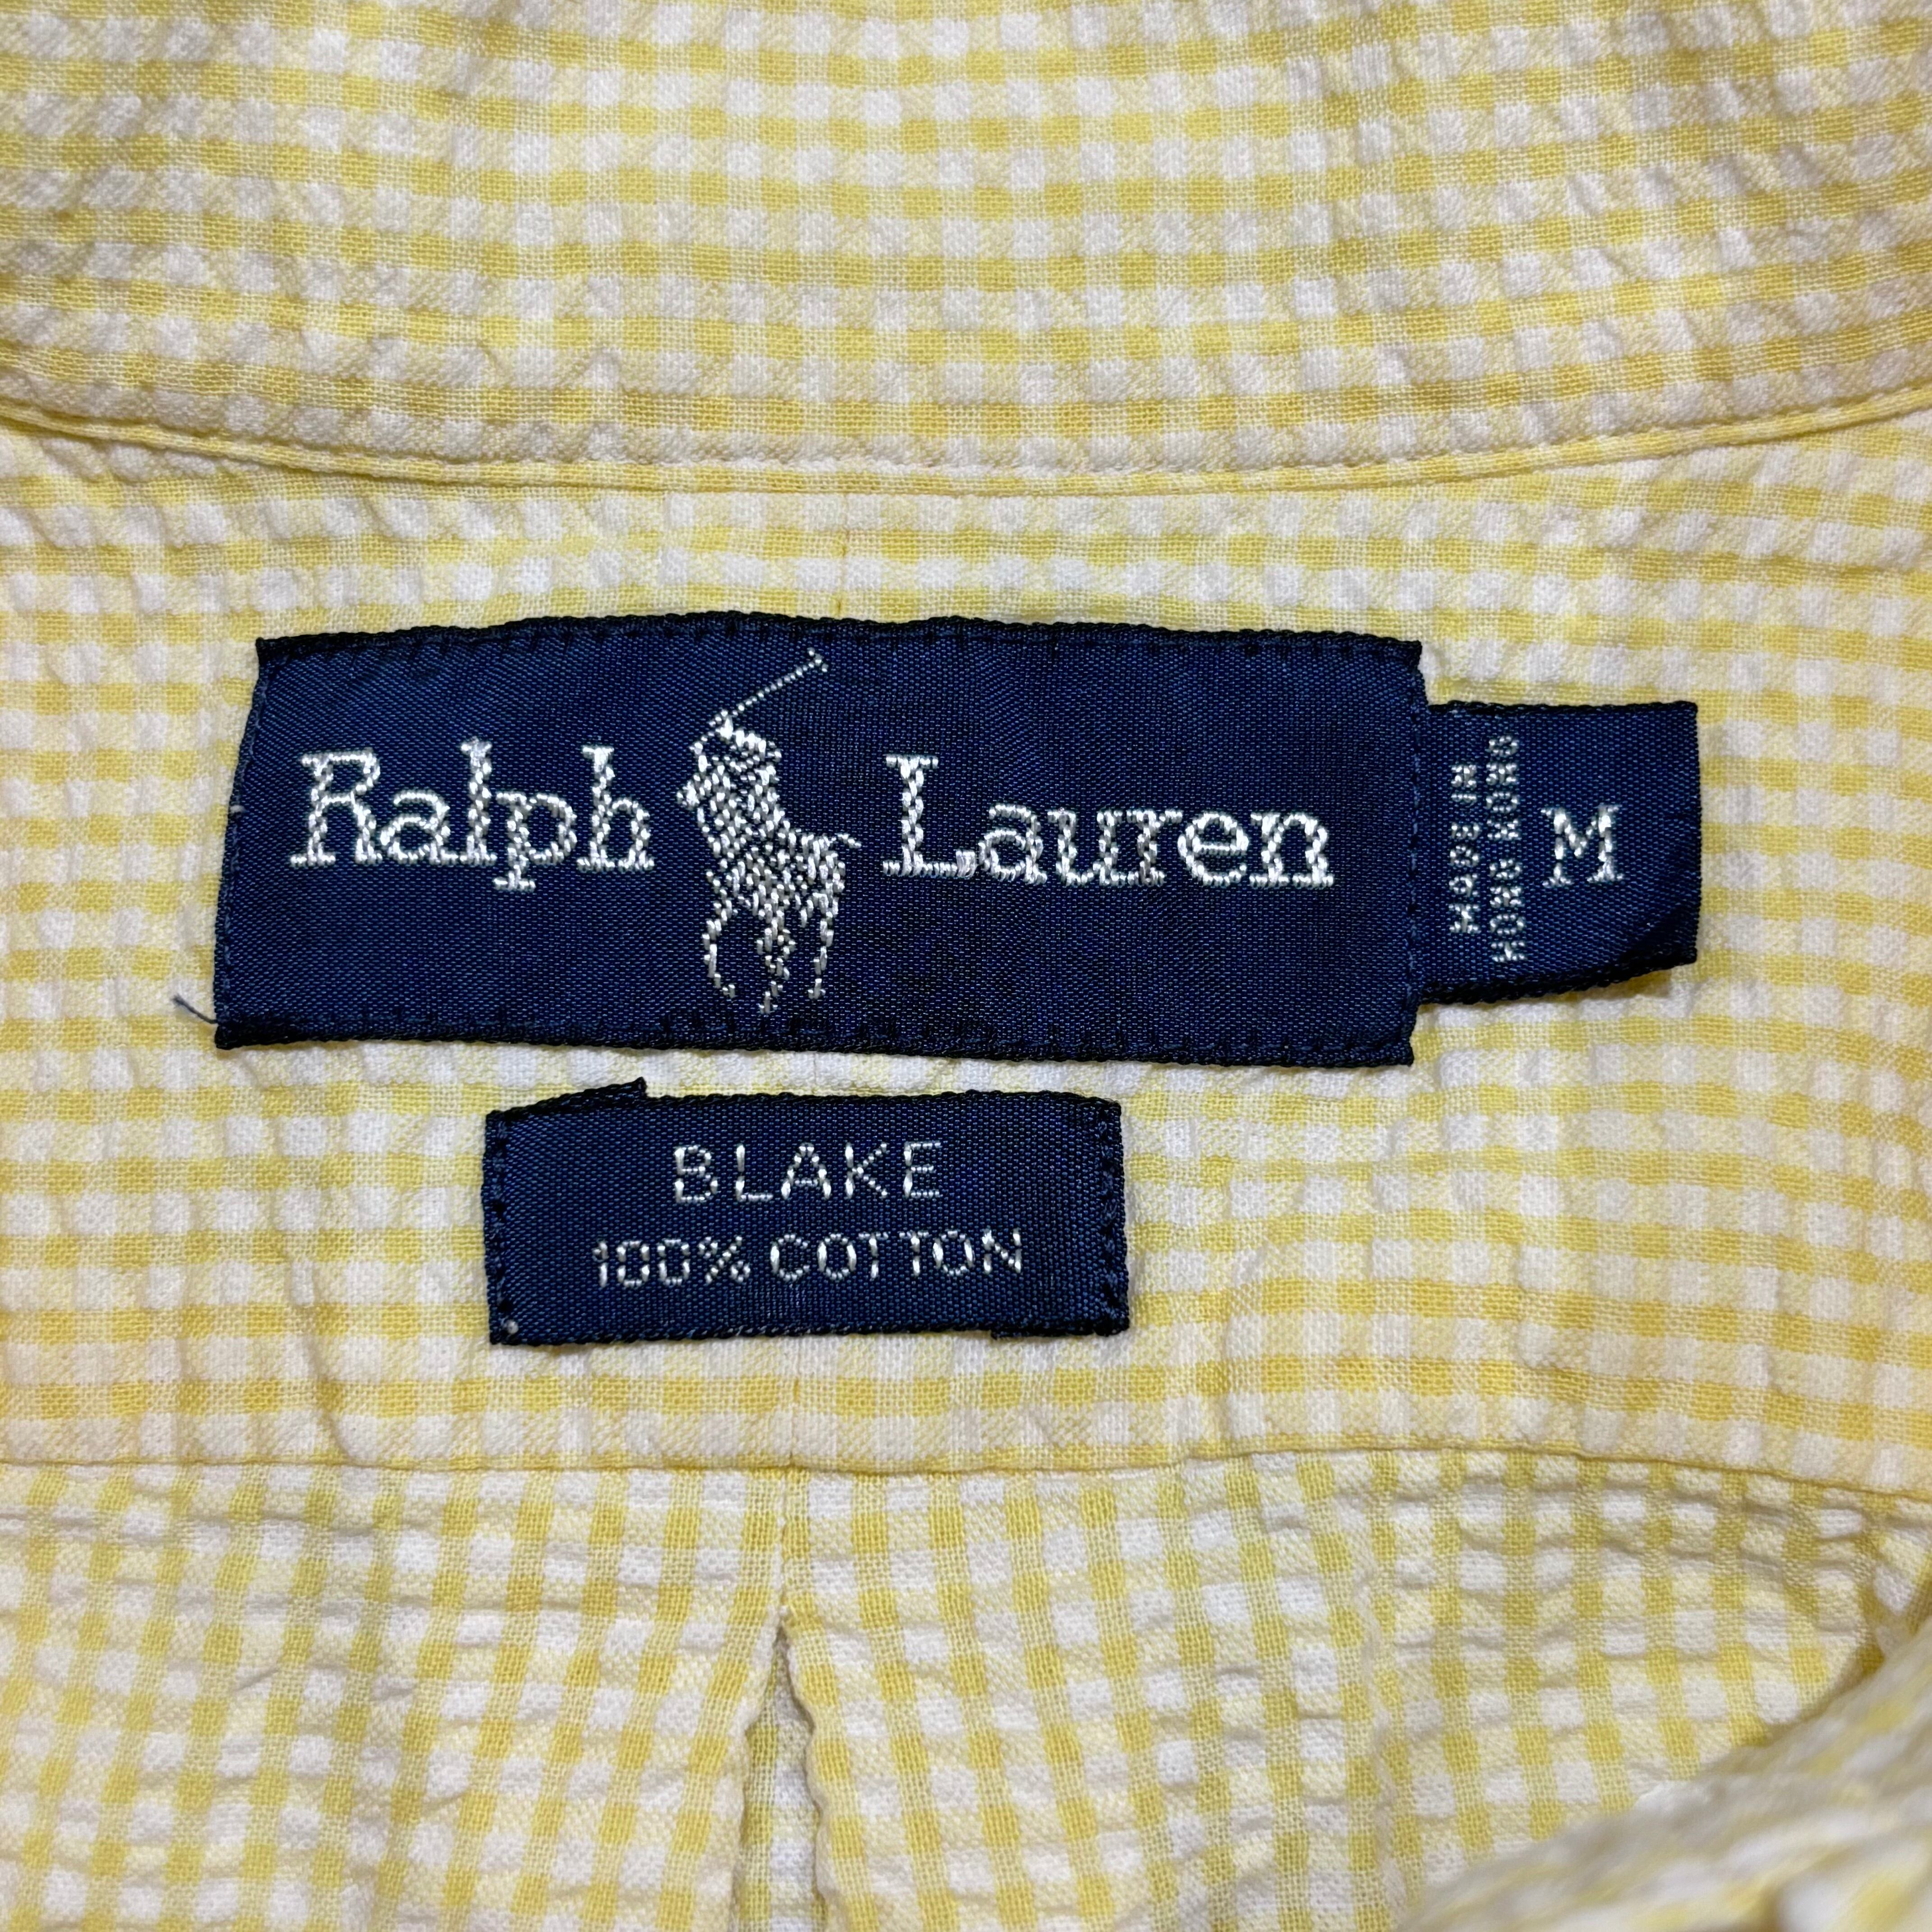 Ralph Lauren
MADE IN
HONG KONG
M
BLAKE
100% COTTON